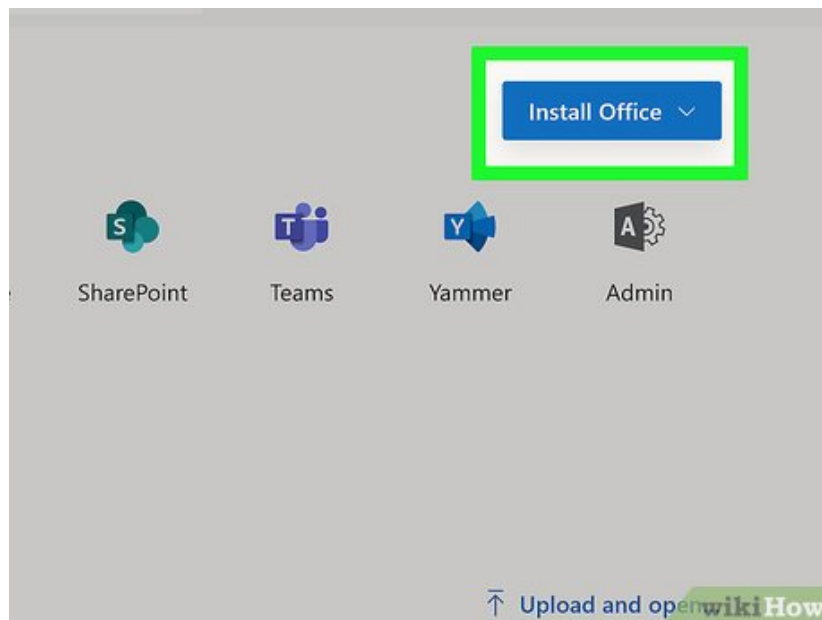 Install Office
S
T
Y
A
SharePoint Teams Yammer Admin
Upload and open
wikiHow